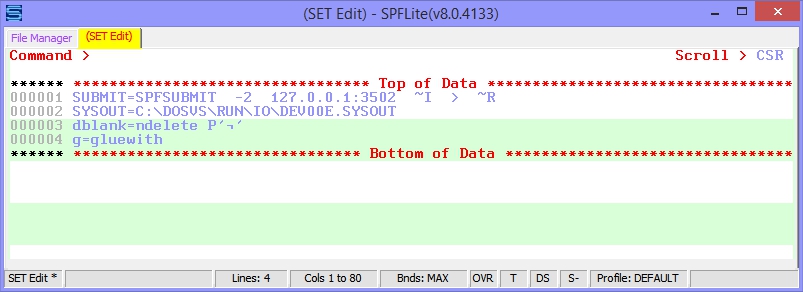 (SET Edit) - SPFLite(v8.0.4133)
File Manager (SET Edit)
Command > Scroll > CSR
****** ********************************* Top of Data **********************************
000001 SUBMIT=SPFSUBMIT -2 127.0.0.1:3502 ~I > ~R
000002 SYSOUT=C:\DOSVS\RUN\IO\DEV00E.SYSOUT
000003 dblank=ndelete P'¬'
000004 g=gluewith
****** ******************************** Bottom of Data ********************************
SET Edit * Lines: 4 Cols 1 to 80 Bnds: MAX OVR T DS S- Profile: DEFAULT